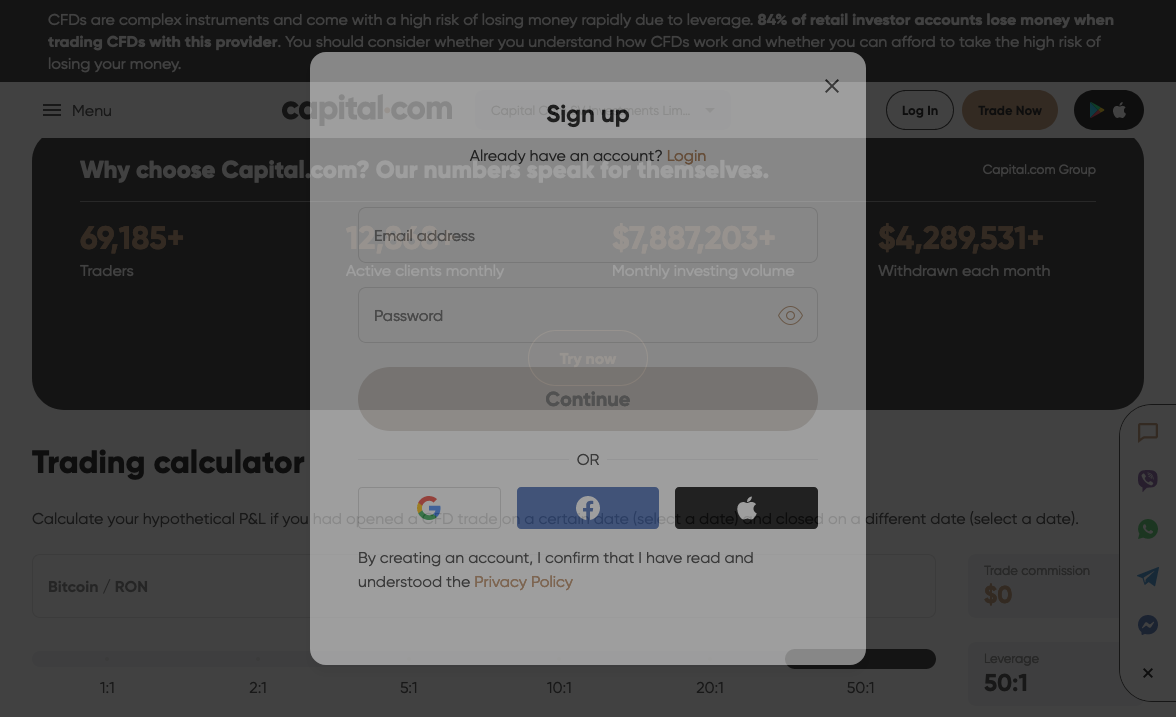 CFDs are complex instruments and come with a high risk of losing money rapidly due to leverage. 84% of retail investor accounts lose money when
trading CFDs with this provider. You should consider whether you understand how CFDs work and whether you can afford to take the high risk of
losing your money.
Menu
capital.com
Log In
Trade Now
Sign up
Already have an account? Login
Why choose Capital.com? Our numbers speak for themselves.
Capital.com Group
69,185+
$7,887,203+
$4,289,531+
Email address
Traders
Active clients monthly
Monthly investing volume
Withdrawn each month
Password
Try now
Continue
OR
Trading calculator
Calculate your hypothetical P&L if you had opened a CFD trade on a certain date (select a date) and closed on a different date (select a date).
By creating an account, I confirm that I have read and
understood the Privacy Policy
Bitcoin / RON
Trade commission
$0
Leverage
50:1
1:1
2:1
5:1
10:1
20:1
50:1